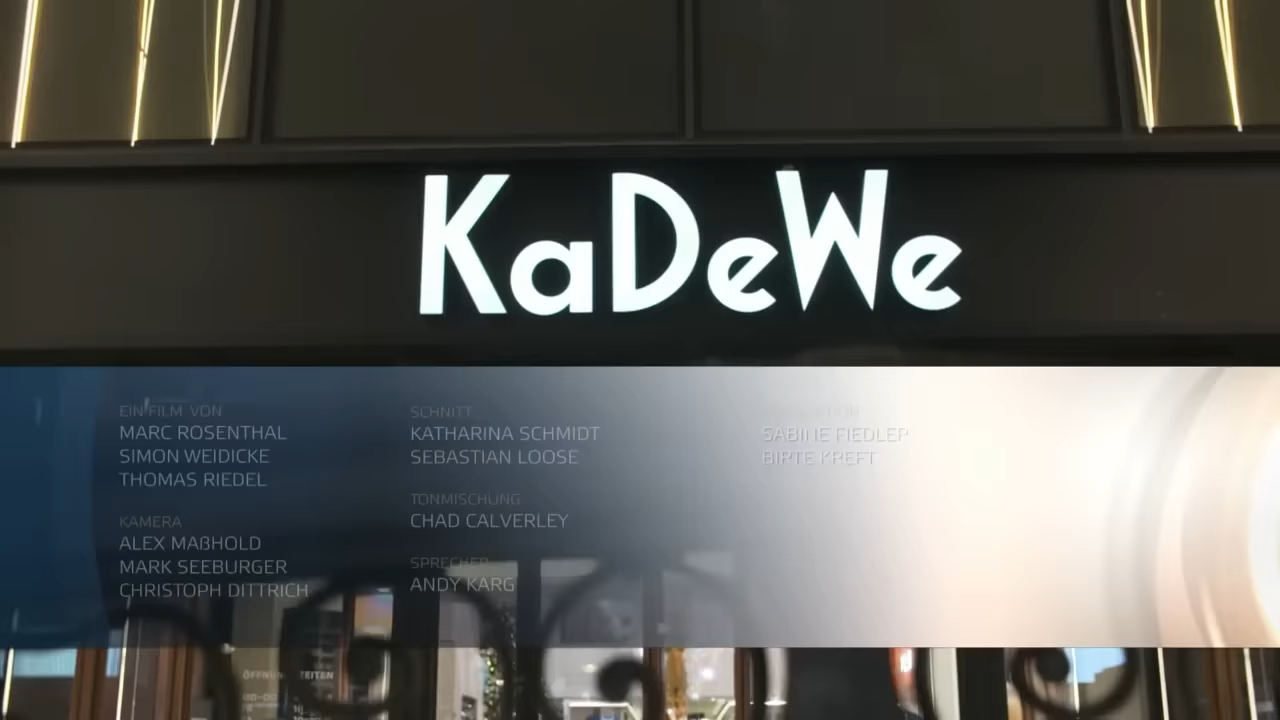 KaDeWe
EIN FILM VON
MARC ROSENTHAL
SIMON WEIDICKE
THOMAS RIEDEL
KAMERA
ALEX MAßHOLD
MARK SEEBURGER
CHRISTOPH DITTRICH
SCHNITT
KATHARINA SCHMIDT
SEBASTIAN LOOSE
TONMISCHUNG
CHAD CALVERLEY
SPRECHER
ANDY KARG
SABINE FIEDLER
BIRTE KREFT